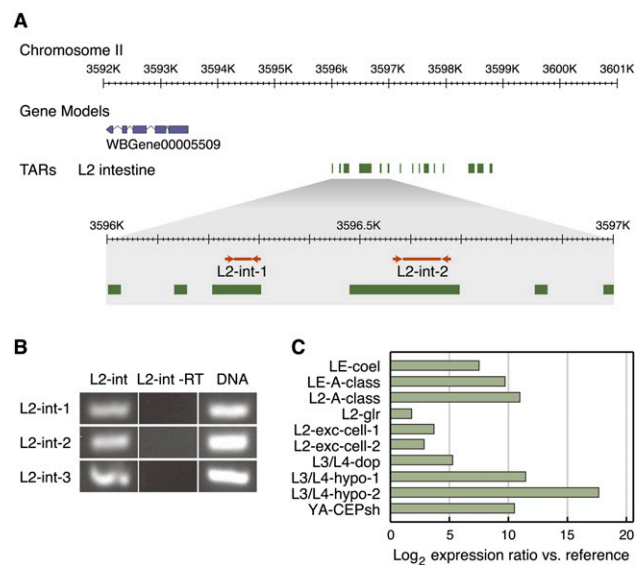 A
Chromosome II
3592K 3593K 3594K 3595K 3596K 3597K 3598K 3599K 3600K 3601K
Gene Models
WBGene00005509
TARs L2 intestine
3596K 3596.5K 3597K
L2-int-1 L2-int-2
B
L2-int L2-int -RT DNA
L2-int-1
L2-int-2
L2-int-3
C
LE-coel
LE-A-class
L2-A-class
L2-glr
L2-exc-cell-1
L2-exc-cell-2
L3/L4-dop
L3/L4-hypo-1
L3/L4-hypo-2
YA-CEPsh
0 5 10 15 20
Log2 expression ratio vs. reference